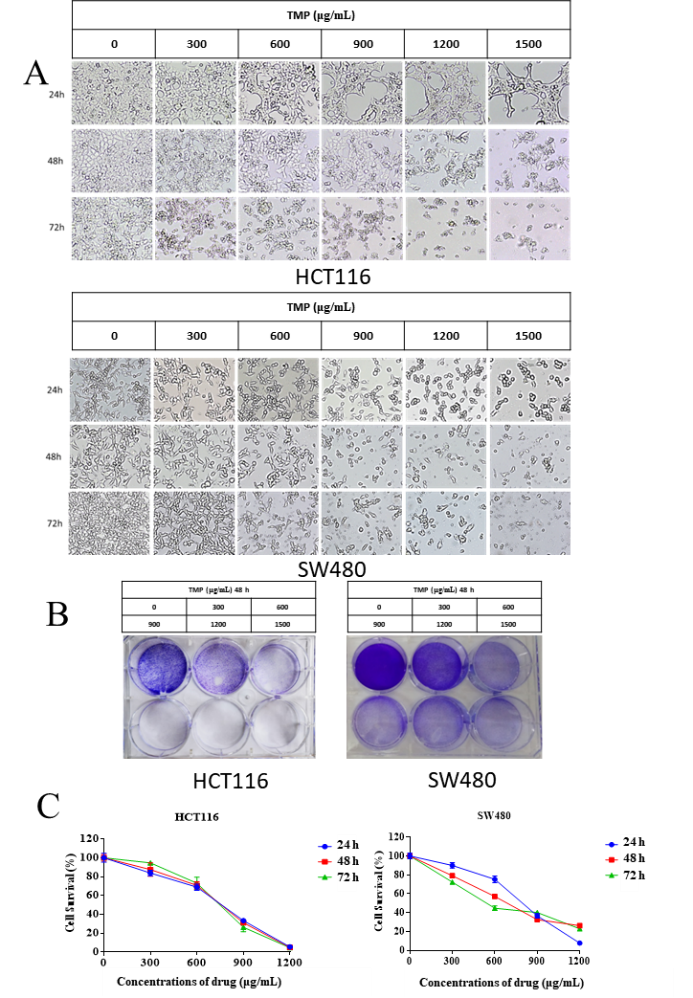 TMP (µg/mL)
0 300 600 900 1200 1500
A
24h
48h
72h
HCT116
TMP (µg/mL)
0 300 600 900 1200 1500
24h
48h
72h
SW480
B
TMP (µg/mL) 48 h
0 300 600
900 1200 1500
TMP (µg/mL) 48 h
0 300 600
900 1200 1500
HCT116
SW480
C
HCT116
120
100
80
60
40
20
0
0 300 600 900 1200
Cell Survival (%)
Concentrations of drug (µg/mL)
24 h
48 h
72 h
SW480
120
100
80
60
40
20
0
0 300 600 900 1200
Cell Survival (%)
Concentrations of drug (µg/mL)
24 h
48 h
72 h